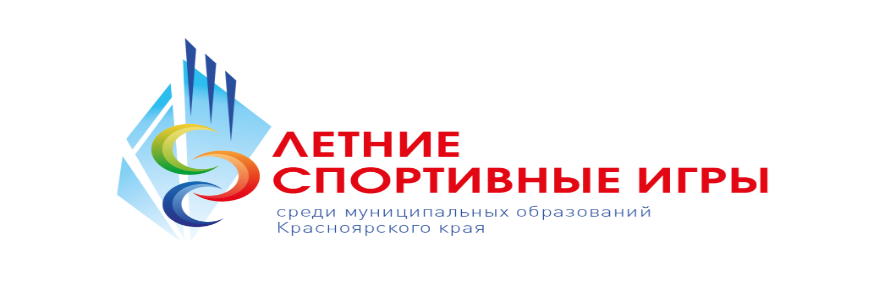 ЛЕТНИЕ
СПОРТИВНЫЕ ИГРЫ
среди муниципальных образований
Красноярского края